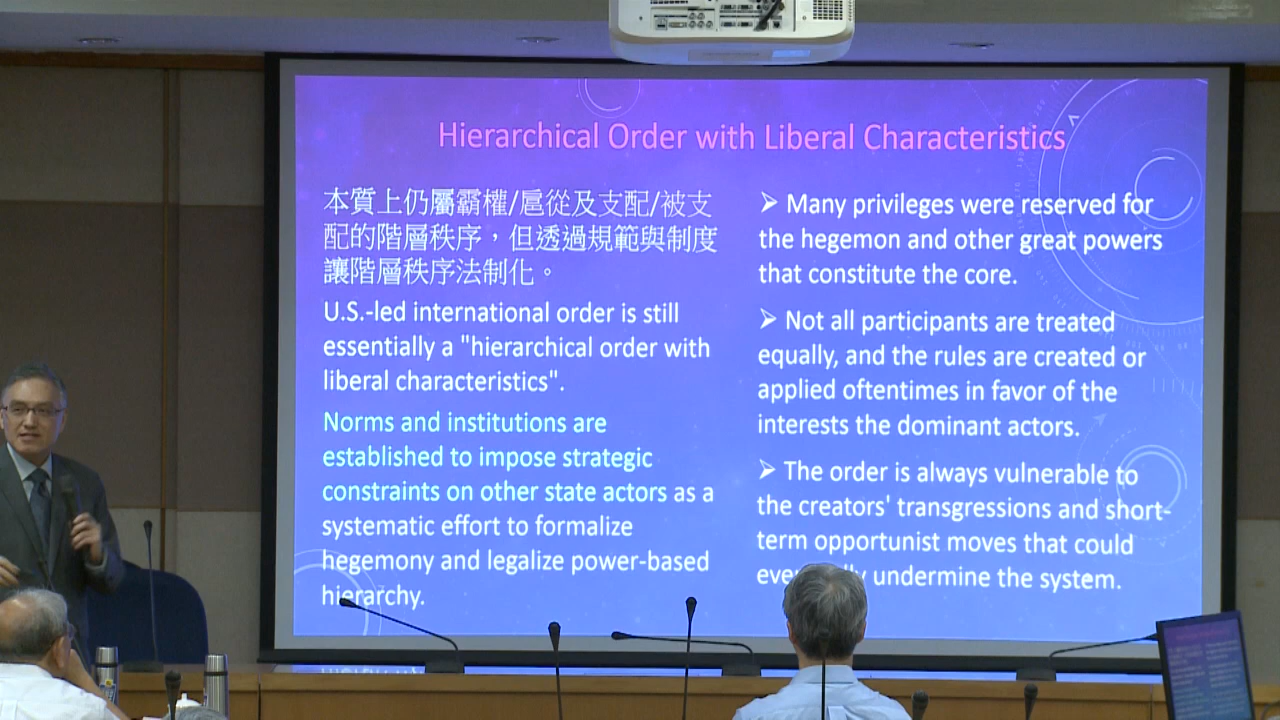 Hierarchical Order with Liberal Characteristics
本質上仍屬霸權/扈從及支配/被支
配的階層秩序，但透過規範與制度
讓階層秩序法制化。
U.S.-led international order is still
essentially a "hierarchical order with
liberal characteristics".
Norms and institutions are
established to impose strategic
constraints on other state actors as a
systematic effort to formalize
hegemony and legalize power-based
hierarchy.
➢ Many privileges were reserved for
the hegemon and other great powers
that constitute the core.
➢ Not all participants are treated
equally, and the rules are created or
applied oftentimes in favor of the
interests the dominant actors.
➢ The order is always vulnerable to
the creators' transgressions and short-
term opportunist moves that could
undermine the system.